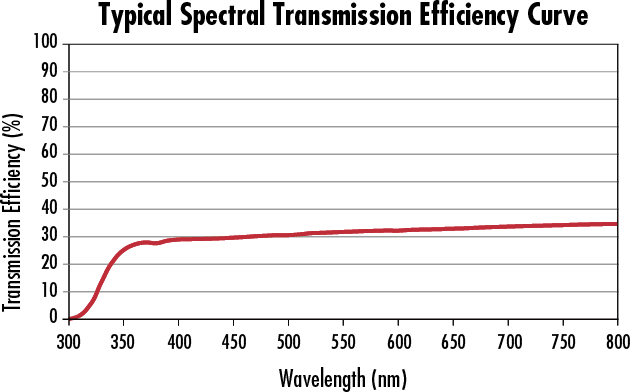 Typical Spectral Transmission Efficiency Curve
Transmission Efficiency (%)
100
90
80
70
60
50
40
30
20
10
0
300 350 400 450 500 550 600 650 700 750 800
Wavelength (nm)